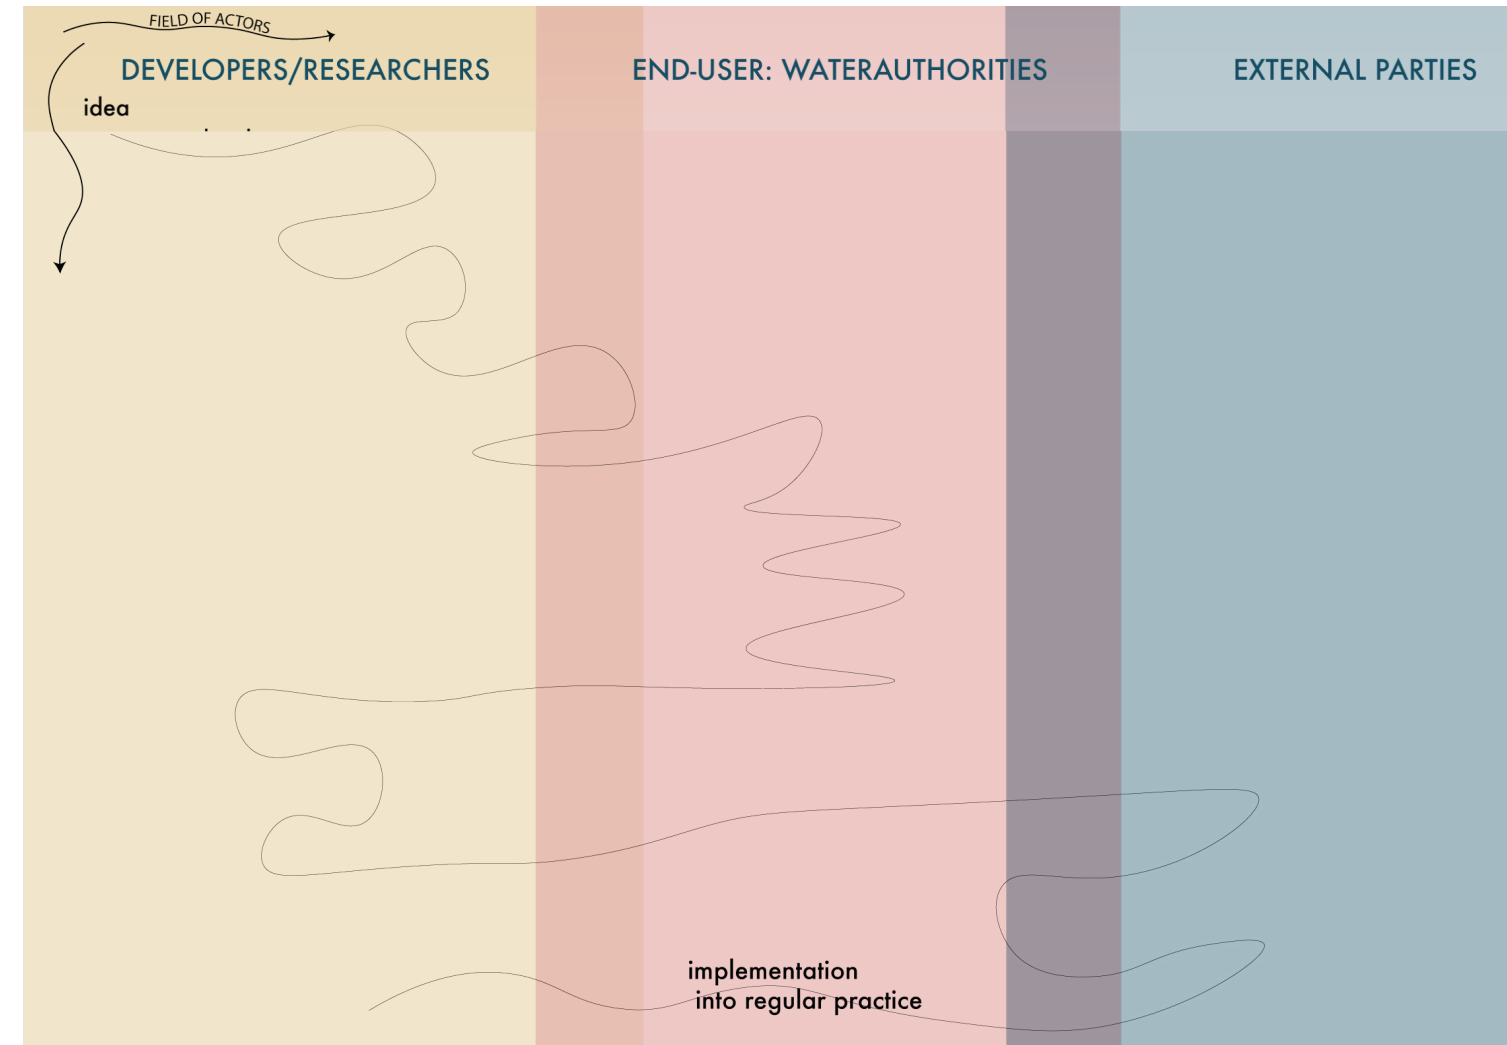 FIELD OF ACTORS
DEVELOPERS/RESEARCHERS
END-USER: WATERAUTHORITIES
EXTERNAL PARTIES
idea
implementation
into regular practice